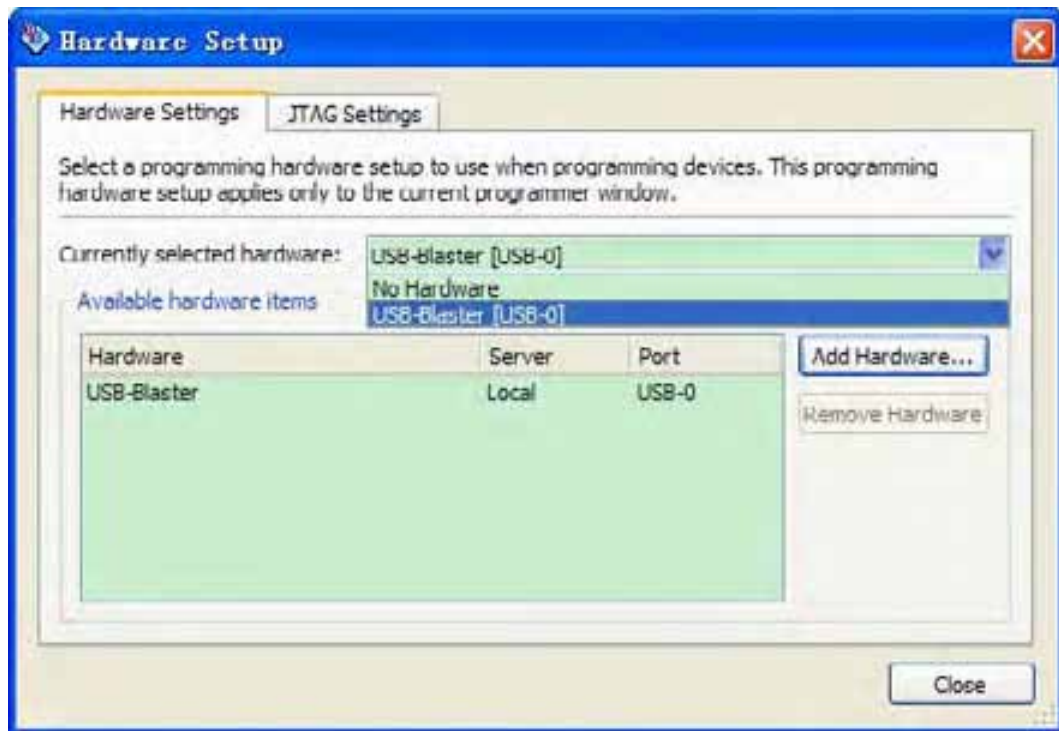 Hardware Setup
Hardware Settings
JTAG Settings
Select a programming hardware setup to use when programming devices. This programming
hardware setup applies only to the current programmer window.
Currently selected hardware:
USB-Blaster [USB-0]
No Hardware
USB-Blaster [USB-0]
Available hardware items
Hardware Server Port
USB-Blaster Local USB-0
Add Hardware...
Remove Hardware
Close